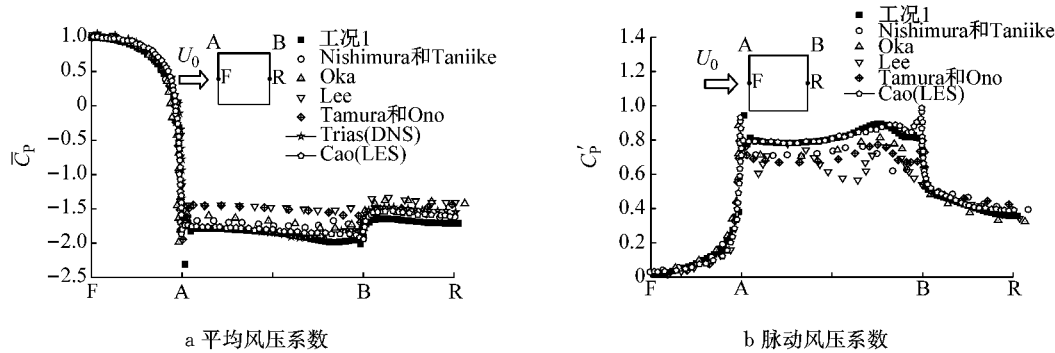 1.0
0.5
0
−0.5
−1.0
−1.5
−2.0
−2.5
C̅P
F
A
B
R
U0
A
B
F
R
工况1
Nishimura和Taniike
Oka
Lee
Tamura和Ono
Trias(DNS)
Cao(LES)
a 平均风压系数
1.4
1.2
1.0
0.8
0.6
0.4
0.2
0
CP′
F
A
B
R
U0
A
B
F
R
工况1
Nishimura和Taniike
Oka
Lee
Tamura和Ono
Cao(LES)
b 脉动风压系数